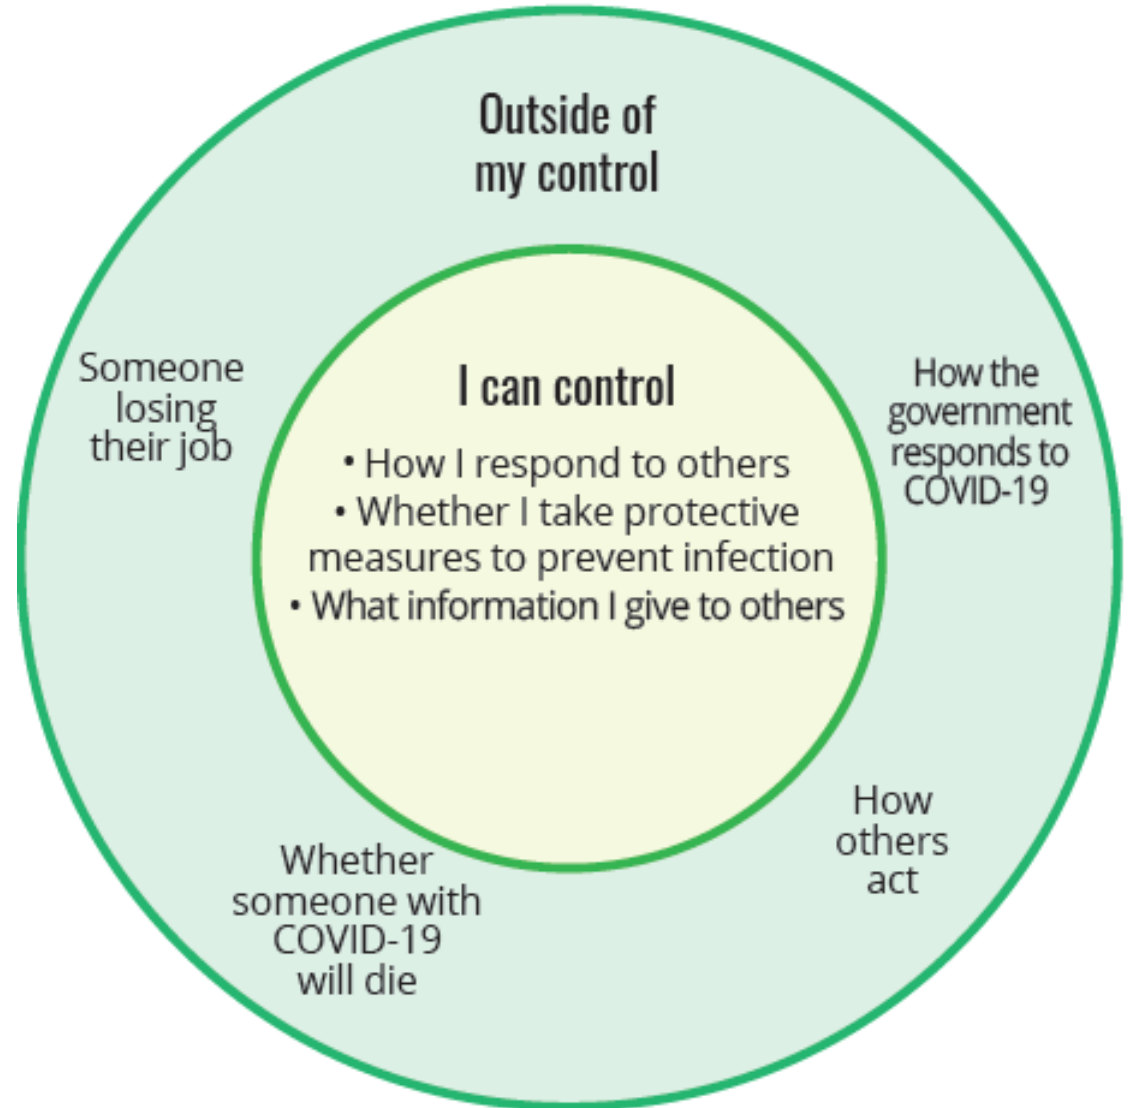 Outside of
my control
Someone
losing
their job
I can control
• How I respond to others
• Whether I take protective
measures to prevent infection
• What information I give to others
How the
government
responds to
COVID-19
Whether
someone with
COVID-19
will die
How
others
act